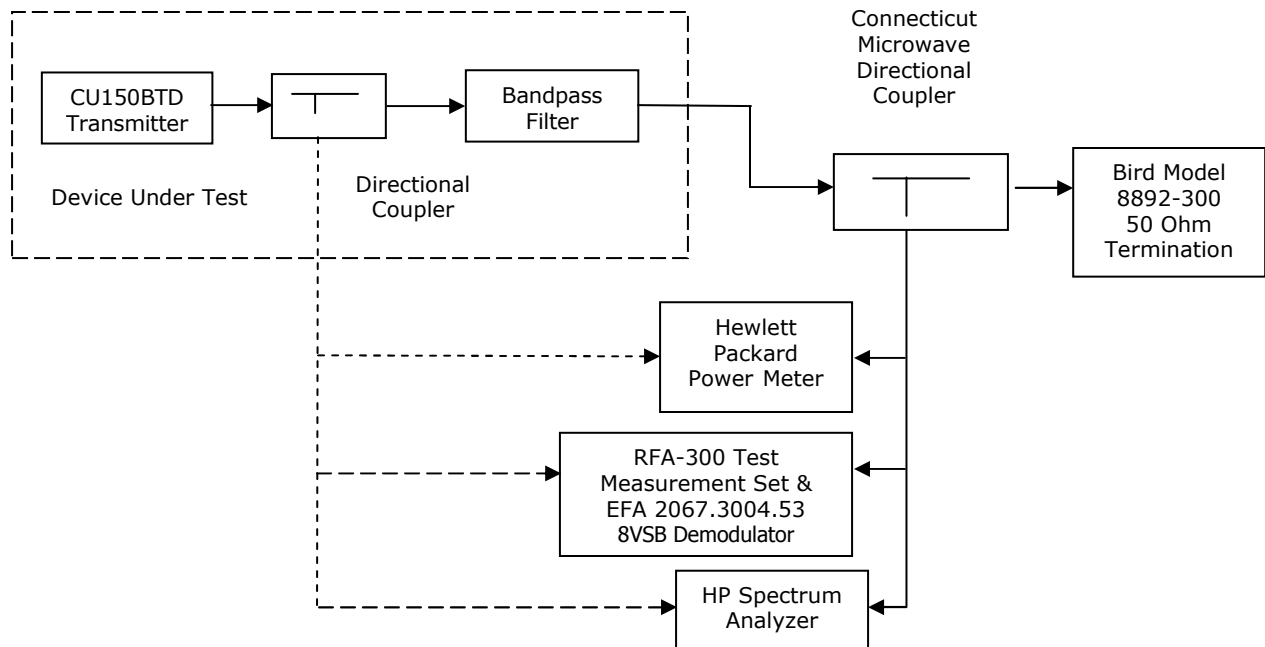 Connecticut
Microwave
Directional
Coupler
CU150BTD
Transmitter
Bandpass
Filter
Device Under Test
Directional
Coupler
Bird Model
8892-300
50 Ohm
Termination
Hewlett
Packard
Power Meter
RFA-300 Test
Measurement Set &
EFA 2067.3004.53
8VSB Demodulator
HP Spectrum
Analyzer